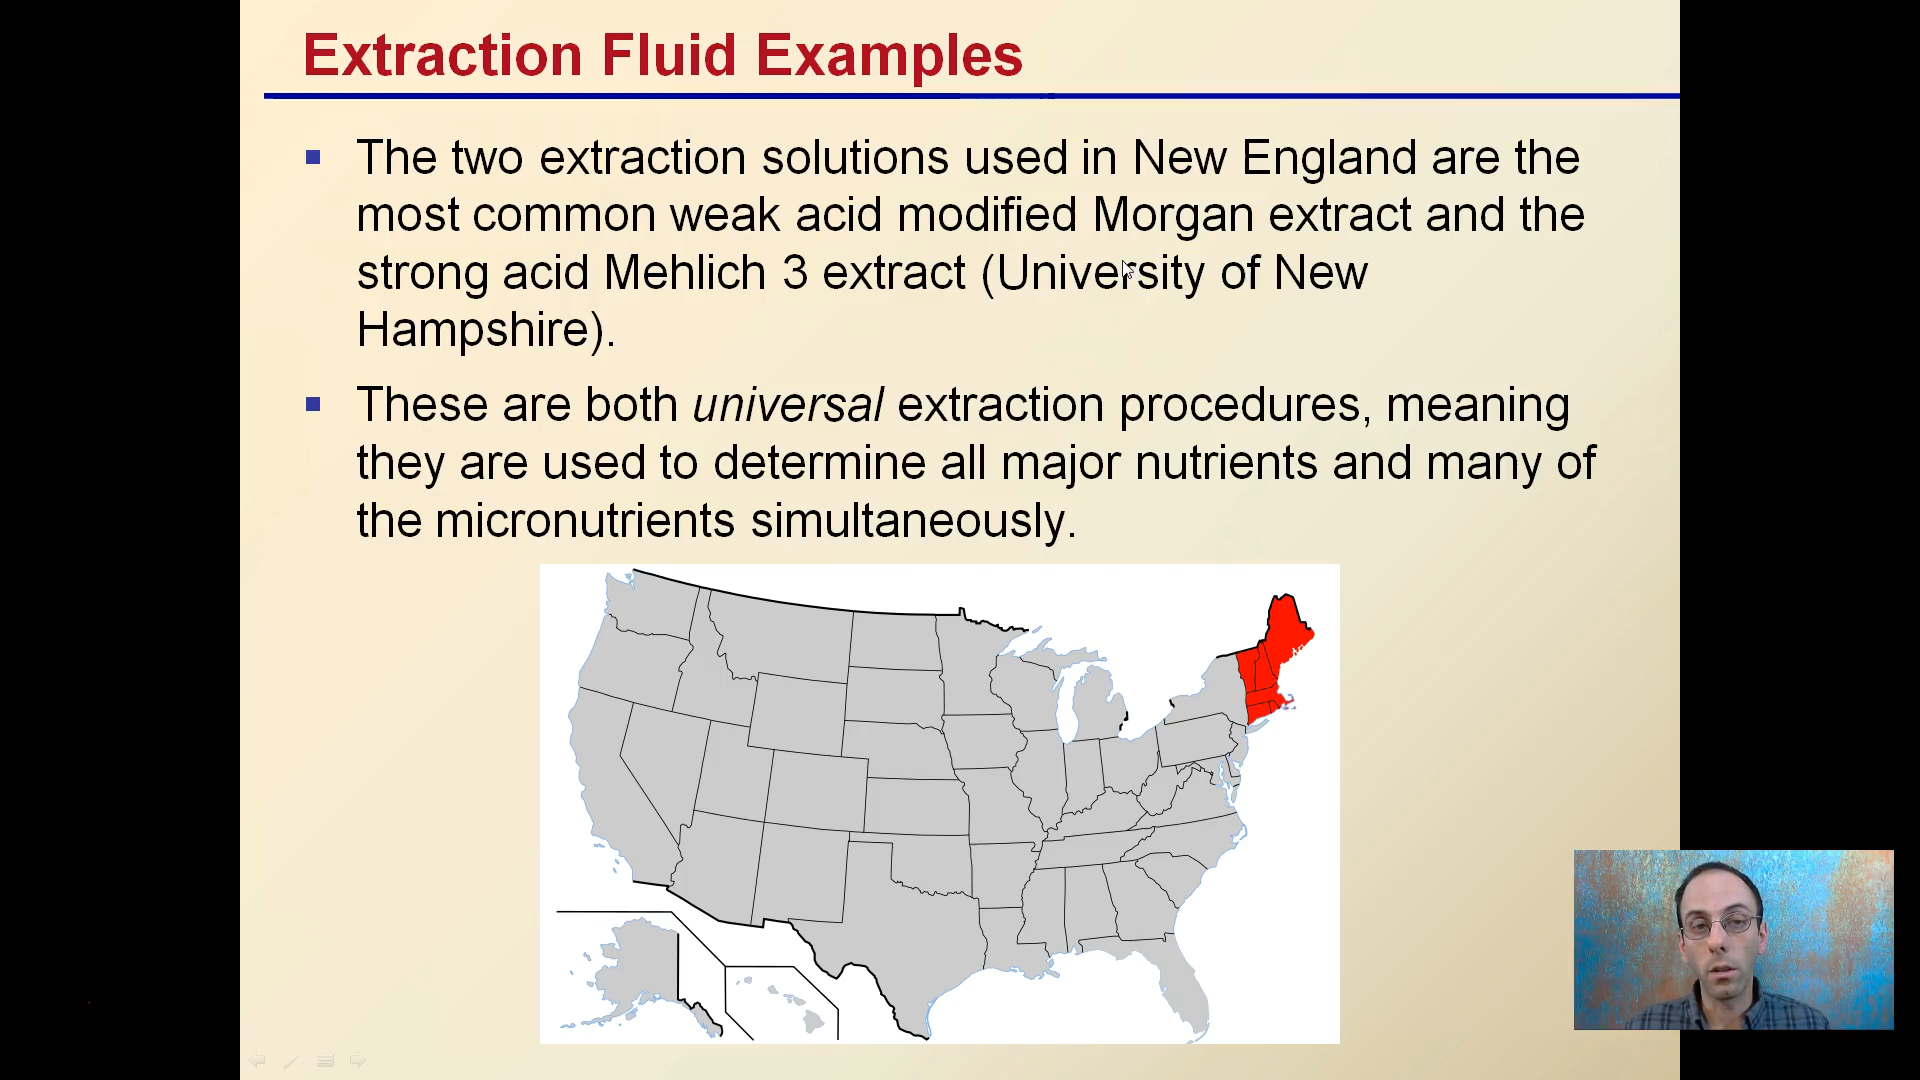 Extraction Fluid Examples
The two extraction solutions used in New England are the
most common weak acid modified Morgan extract and the
strong acid Mehlich 3 extract (University of New
Hampshire).
These are both universal extraction procedures, meaning
they are used to determine all major nutrients and many of
the micronutrients simultaneously.